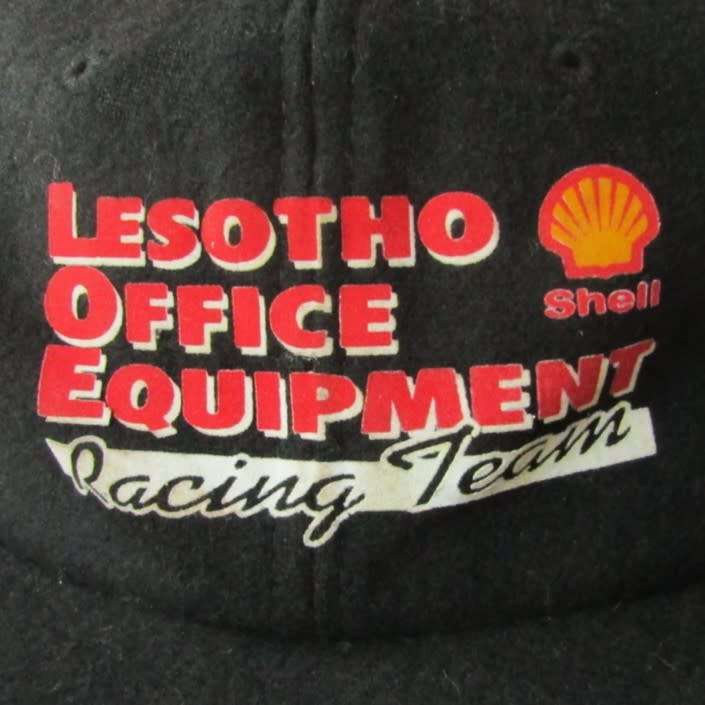 LESOTHO
OFFICE
EQUIPMENT
Racing Team
Shell